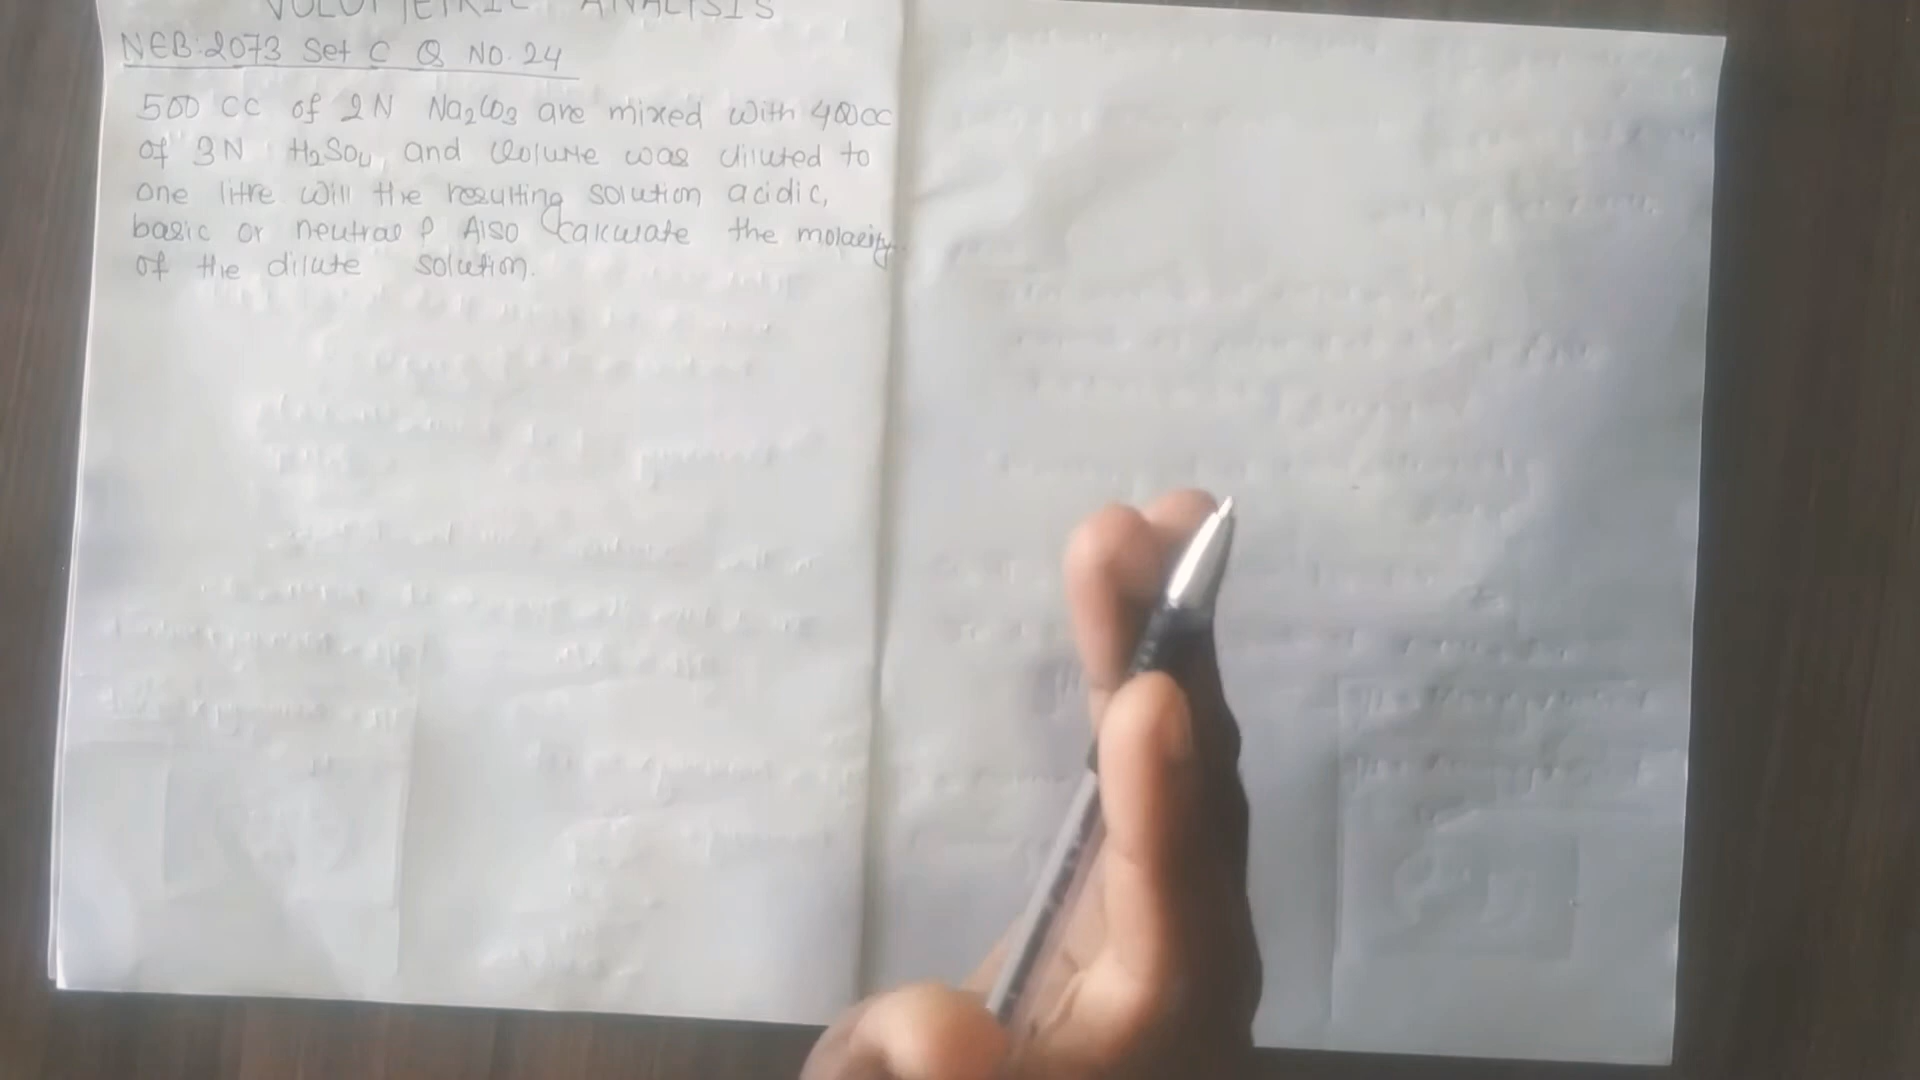 VOLUMETRIC ANALYSIS
NEB:2073 Set C Q NO.24
500 CC of 2N Na₂CO₃ are mixed with 400CC
of 3N H₂SO₄, and volume was diluted to
one litre will the resulting solution acidic,
basic or neutral? Also calculate the molarity
of the dilute solution.